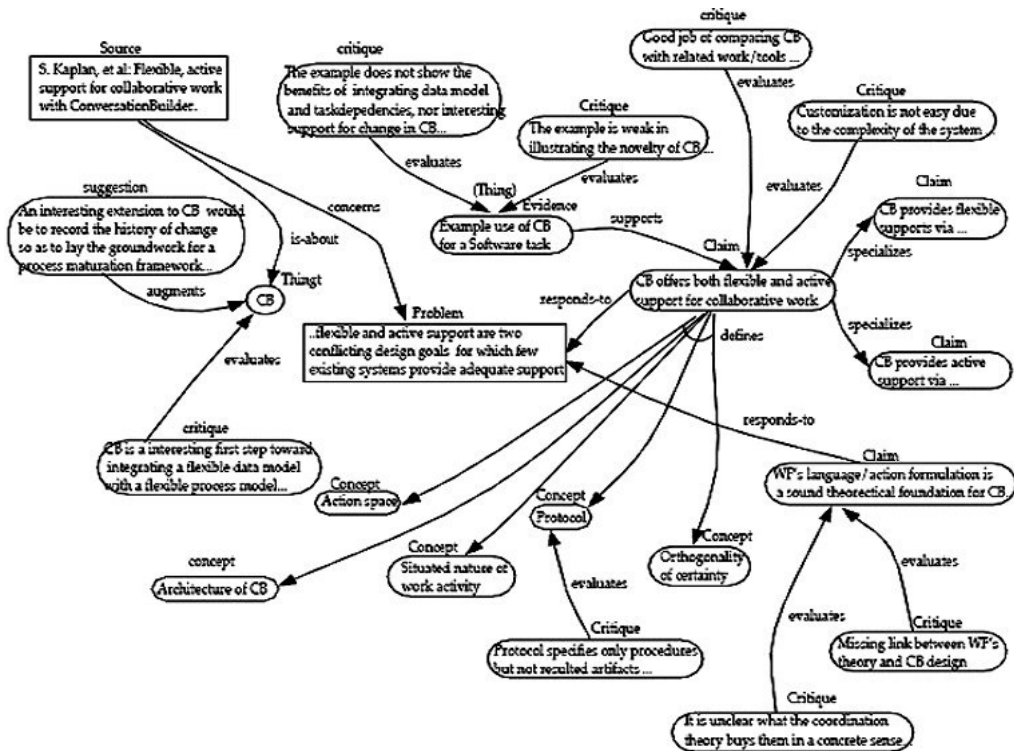 critique
Good job of comparing CB
with related work/tools ...
evaluates
Source
S. Kaplan, et al: Flexible, active
support for collaborative work
with ConversationBuilder.
critique
The example does not show the
benefits of integrating data model
and taskdepedencies, nor interesting
support for change in CB...
evaluates
Critique
The example is weak in
illustrating the novelty of CB ...
evaluates
Critique
Customization is not easy due
to the complexity of the system ...
evaluates
suggestion
An interesting extension to CB would
be to record the history of change
so as to lay the groundwork for a
process maturation framework...
augments
is-about
concerns
(Thing)
Evidence
Example use of CB
for a Software task
supports
Claim
CB provides flexible
supports via ...
specializes
Thingt
CB
Claim
CB offers both flexible and active
support for collaborative work
responds-to
defines
specializes
Claim
CB provides active
support via ...
Problem
..flexible and active support are two
conflicting design goals for which few
existing systems provide adequate support
evaluates
responds-to
critique
CB is a interesting first step toward
integrating a flexible data model
with a flexible process model...
Claim
WF's language/action formulation is
a sound theorectical foundation for CB.
Concept
Action space
Concept
Protocol
concept
Architecture of CB
Concept
Situated nature of
work activity
Concept
Orthogonality
of certainty
evaluates
Critique
Protocol specifies only procedures
but not resulted artifacts ...
evaluates
evaluates
Critique
Missing link between WF's
theory and CB design
Critique
It is unclear what the coordination
theory buys them in a concrete sense